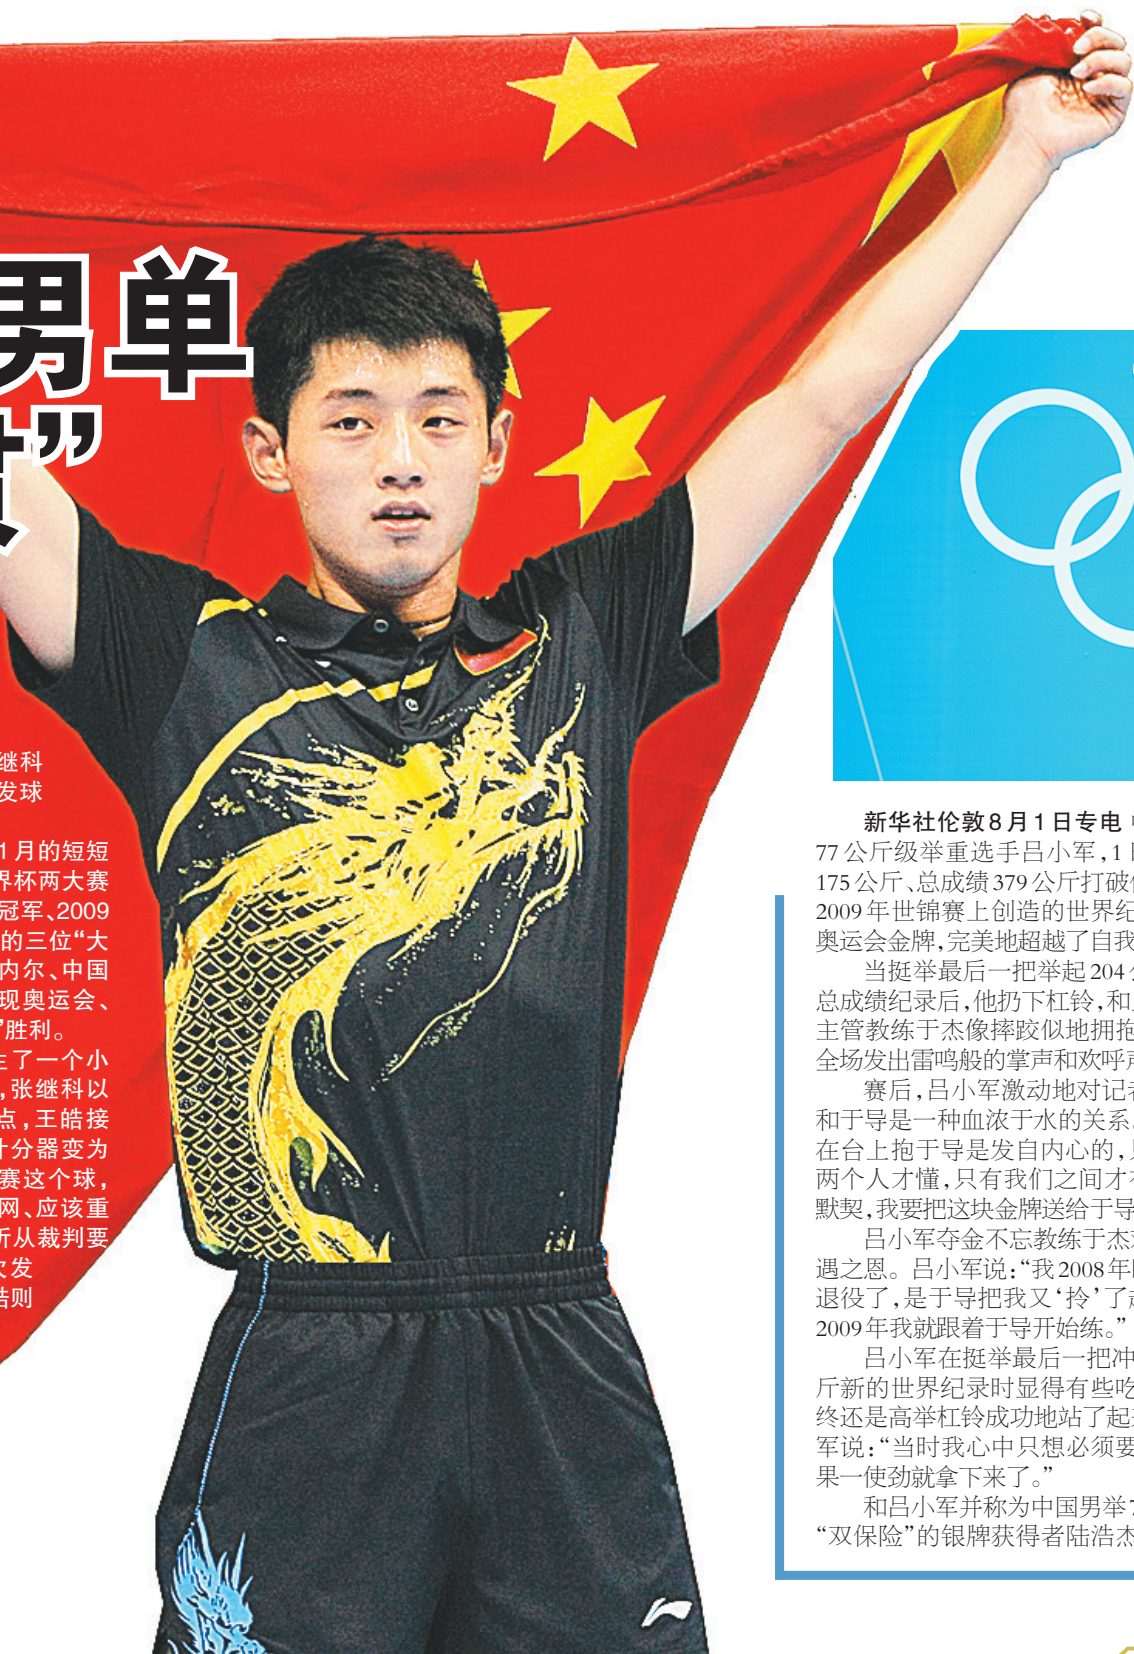 男单
”
继科
发球
1月的短短
界杯两大赛
冠军、2009
的三位“大
内尔、中国
现奥运会、
”胜利。
生了一个小
,张继科以
点,王皓接
计分器变为
赛这个球,
网、应该重
听从裁判要
次发
皓则
新华社伦敦8月1日专电
77公斤级举重选手吕小军,1
175公斤、总成绩379公斤打破
2009年世锦赛上创造的世界纪
奥运会金牌,完美地超越了自我
当挺举最后一把举起204
总成绩纪录后,他扔下杠铃,和
主管教练于杰像摔跤似地拥抱
全场发出雷鸣般的掌声和欢呼声
赛后,吕小军激动地对记者
和于导是一种血浓于水的关系
在台上抱于导是发自内心的,
两个人才懂,只有我们之间才
默契,我要把这块金牌送给于导
吕小军夺金不忘教练于杰
遇之恩。吕小军说:“我2008年
退役了,是于导把我又‘拎’了
2009年我就跟着于导开始练。”
吕小军在挺举最后一把冲
斤新的世界纪录时显得有些吃
终还是高举杠铃成功地站了起
军说:“当时我心中只想必须要
果一使劲就拿下来了。”
和吕小军并称为中国男举
“双保险”的银牌获得者陆浩杰